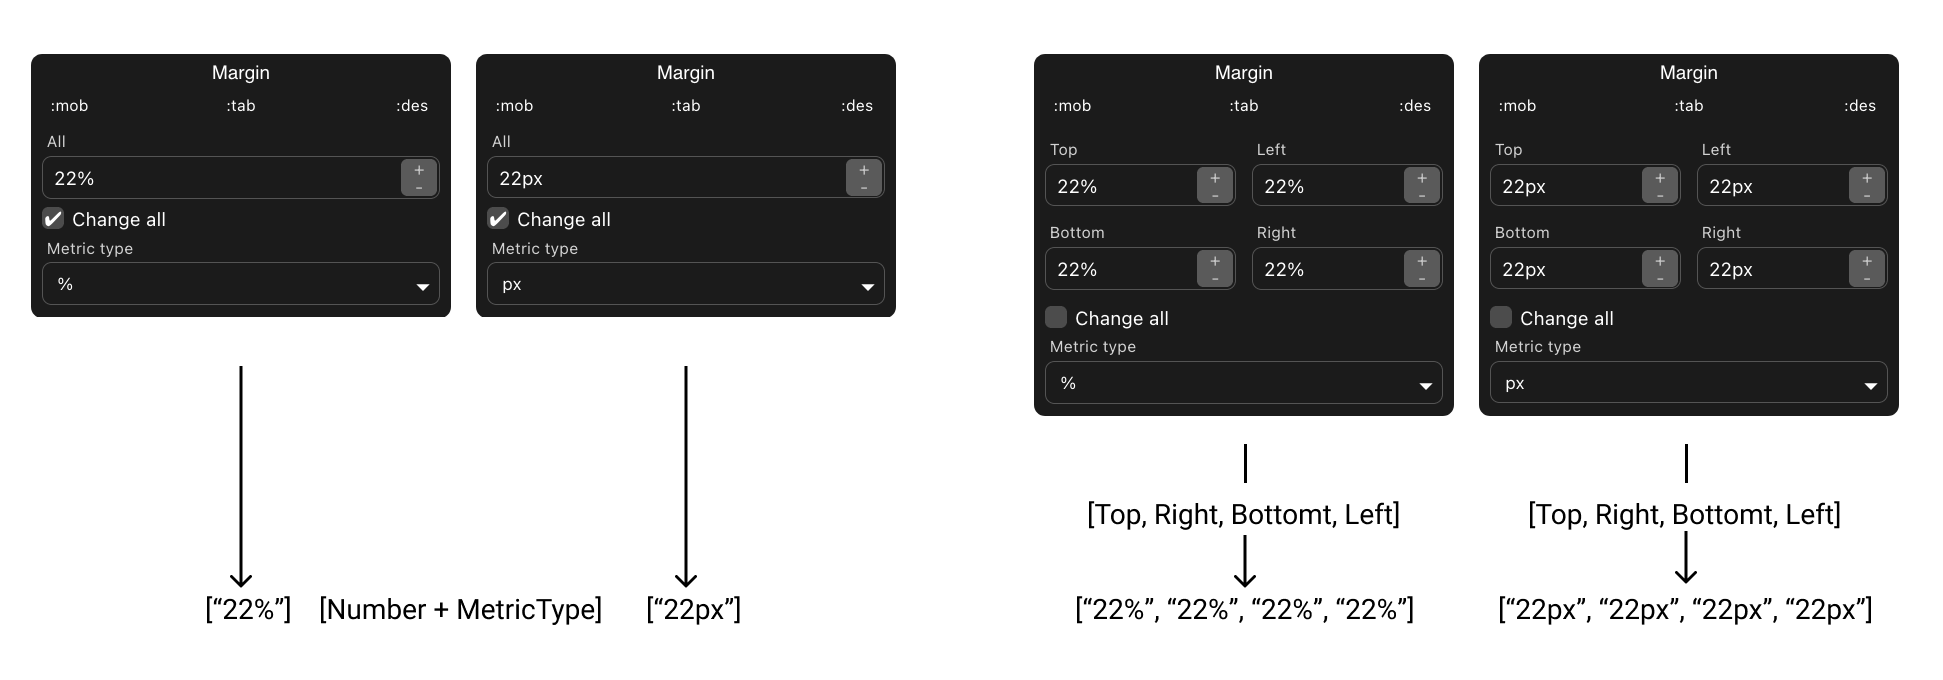 Margin
:mob :tab :des
All
22% + -
Change all
Metric type
%
Margin
:mob :tab :des
All
22px + -
Change all
Metric type
px
["22%"] [Number + MetricType] ["22px"]
Margin
:mob :tab :des
Top Left
22% + - 22% + -
Bottom Right
22% + - 22% + -
Change all
Metric type
%
[Top, Right, Bottomt, Left]
[“22%”, “22%”, “22%”, “22%”]
Margin
:mob :tab :des
Top Left
22px + - 22px + -
Bottom Right
22px + - 22px + -
Change all
Metric type
px
[Top, Right, Bottomt, Left]
[“22px”, “22px”, “22px”, “22px”]